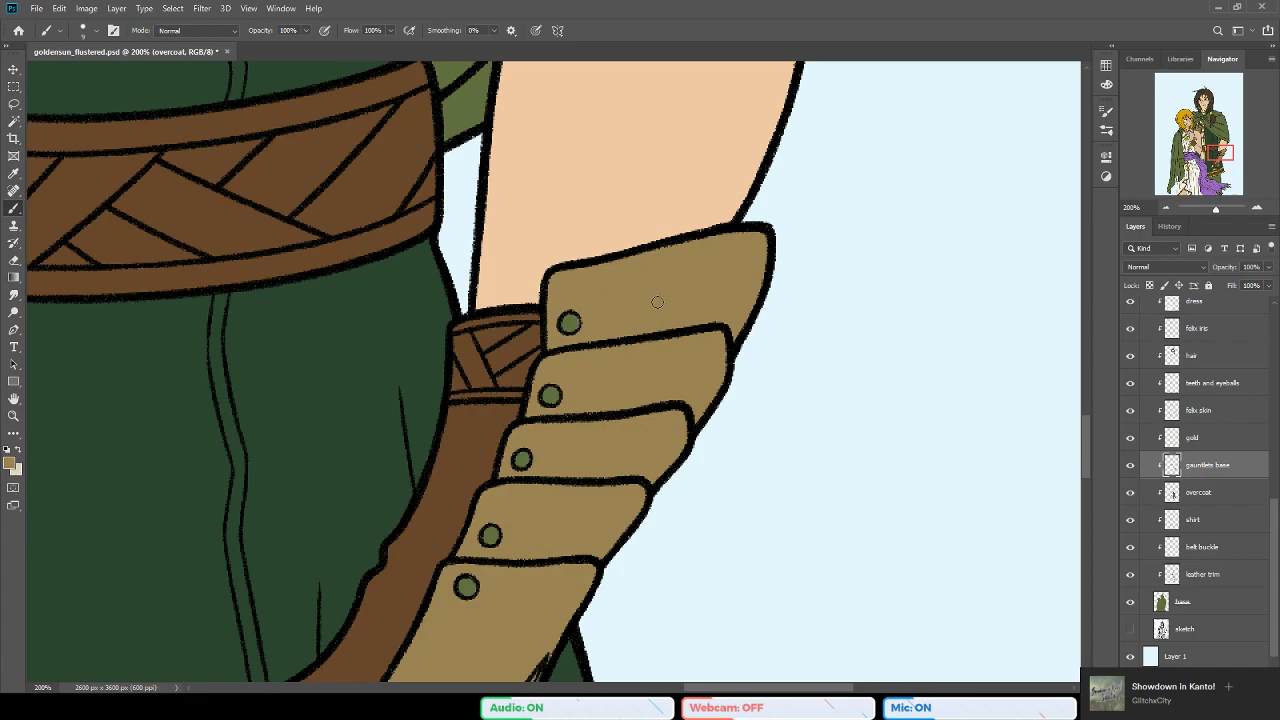 Ps File Edit Image Layer Type Select Filter 3D View Window Help
Mode: Normal Opacity: 100% Flow: 100% Smoothing: 0%
goldensun_flustered.psd @ 200% (overcoat, RGB/8) * ×
Channels Libraries Navigator
200%
Layers History
Kind
Normal Opacity: 100%
Lock: Fill: 100%
dress
felix iris
hair
teeth and eyeballs
felix skin
gold
gauntlets base
overcoat
shirt
belt buckle
leather trim
base
sketch
Layer 1
200% 2600 px x 3600 px (600 ppi)
Showdown in Kanto!
GlitchxCity
Audio: ON Webcam: OFF Mic: ON